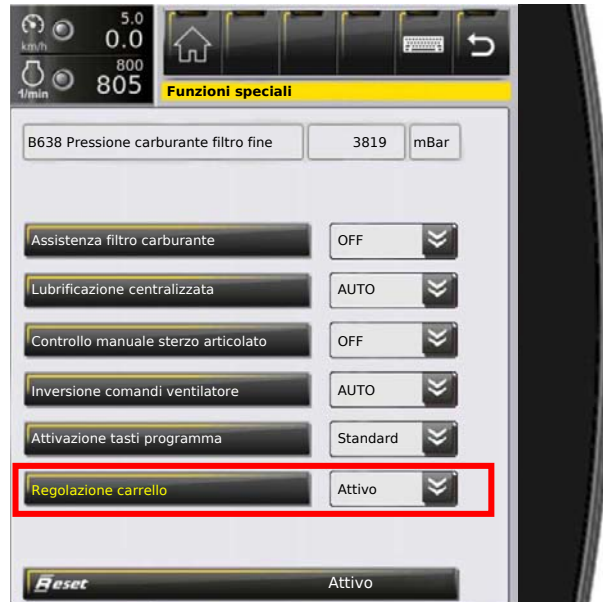 5.0
km/h 0.0
800
1/min 805
Funzioni speciali
B638 Pressione carburante filtro fine 3819 mBar
Assistenza filtro carburante OFF
Lubrificazione centralizzata AUTO
Controllo manuale sterzo articolato OFF
Inversione comandi ventilatore AUTO
Attivazione tasti programma Standard
Regolazione carrello Attivo
Reset Attivo